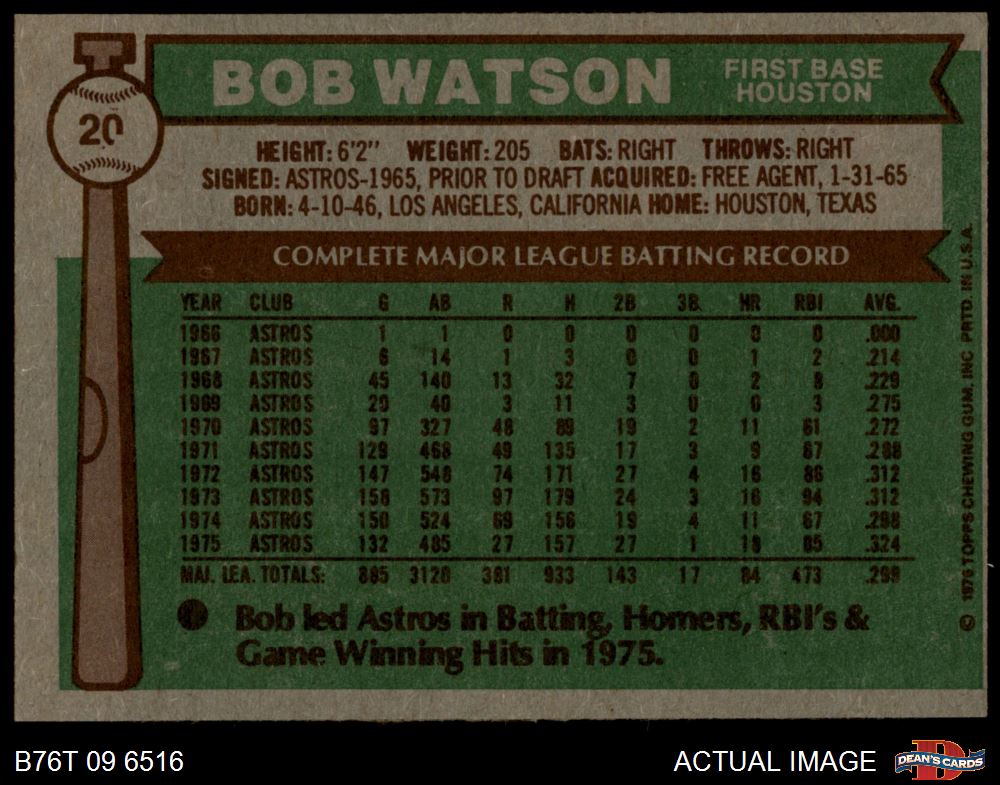 BOB WATSON
FIRST BASE
HOUSTON
20
HEIGHT: 6'2" WEIGHT: 205 BATS: RIGHT THROWS: RIGHT
SIGNED: ASTROS-1965, PRIOR TO DRAFT ACQUIRED: FREE AGENT, 1-31-65
BORN: 4-10-46, LOS ANGELES, CALIFORNIA HOME: HOUSTON, TEXAS
COMPLETE MAJOR LEAGUE BATTING RECORD
YEAR CLUB G AB R H 2B 3B HR RBI AVG.
1966 ASTROS 1 1 0 0 0 0 0 0 .000
1967 ASTROS 6 14 1 3 0 0 1 2 .214
1968 ASTROS 45 140 13 32 7 0 2 8 .229
1969 ASTROS 20 40 3 11 3 0 0 3 .275
1970 ASTROS 97 327 48 89 19 2 11 61 .272
1971 ASTROS 129 468 49 135 17 3 9 67 .288
1972 ASTROS 147 548 74 171 27 4 16 86 .312
1973 ASTROS 158 573 97 179 24 3 16 94 .312
1974 ASTROS 150 524 69 156 19 4 11 67 .298
1975 ASTROS 132 485 27 157 27 1 18 85 .324
MAJ. LEA. TOTALS: 885 3120 381 933 143 17 84 473 .299
Bob led Astros in Batting, Homers, RBI's &
Game Winning Hits in 1975.
© 1976 TOPPS CHEWING GUM, INC PRTD. IN U.S.A.
B76T 09 6516
ACTUAL IMAGE
D
DEAN'S CARDS